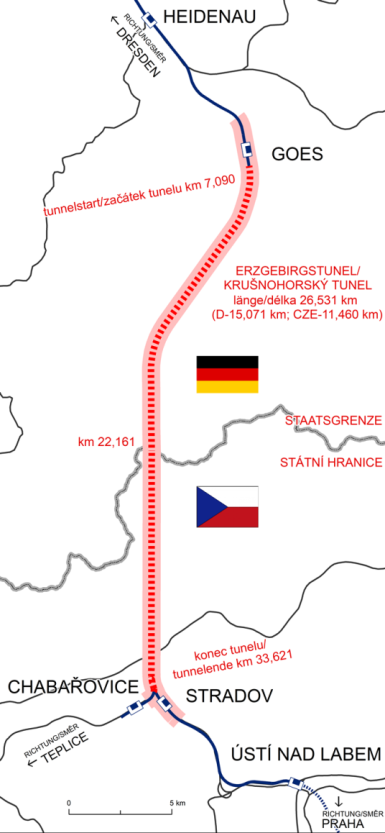 HEIDENAU
RICHTUNG/SMĚR
← DRESDEN
GOES
tunnelstart/začátek tunelu km 7,090
ERZGEBIRGSTUNEL/
KRUŠNOHORSKÝ TUNEL
länge/délka 26,531 km
(D-15,071 km; CZE-11,460 km)
STAATSGRENZE
km 22,161
STÁTNÍ HRANICE
konec tunelu/
tunnelende km 33,621
CHABAŘOVICE
STRADOV
RICHTUNG/SMĚR
← TEPLICE
ÚSTÍ NAD LABEM
0 5 km
RICHTUNG/SMĚR
PRAHA